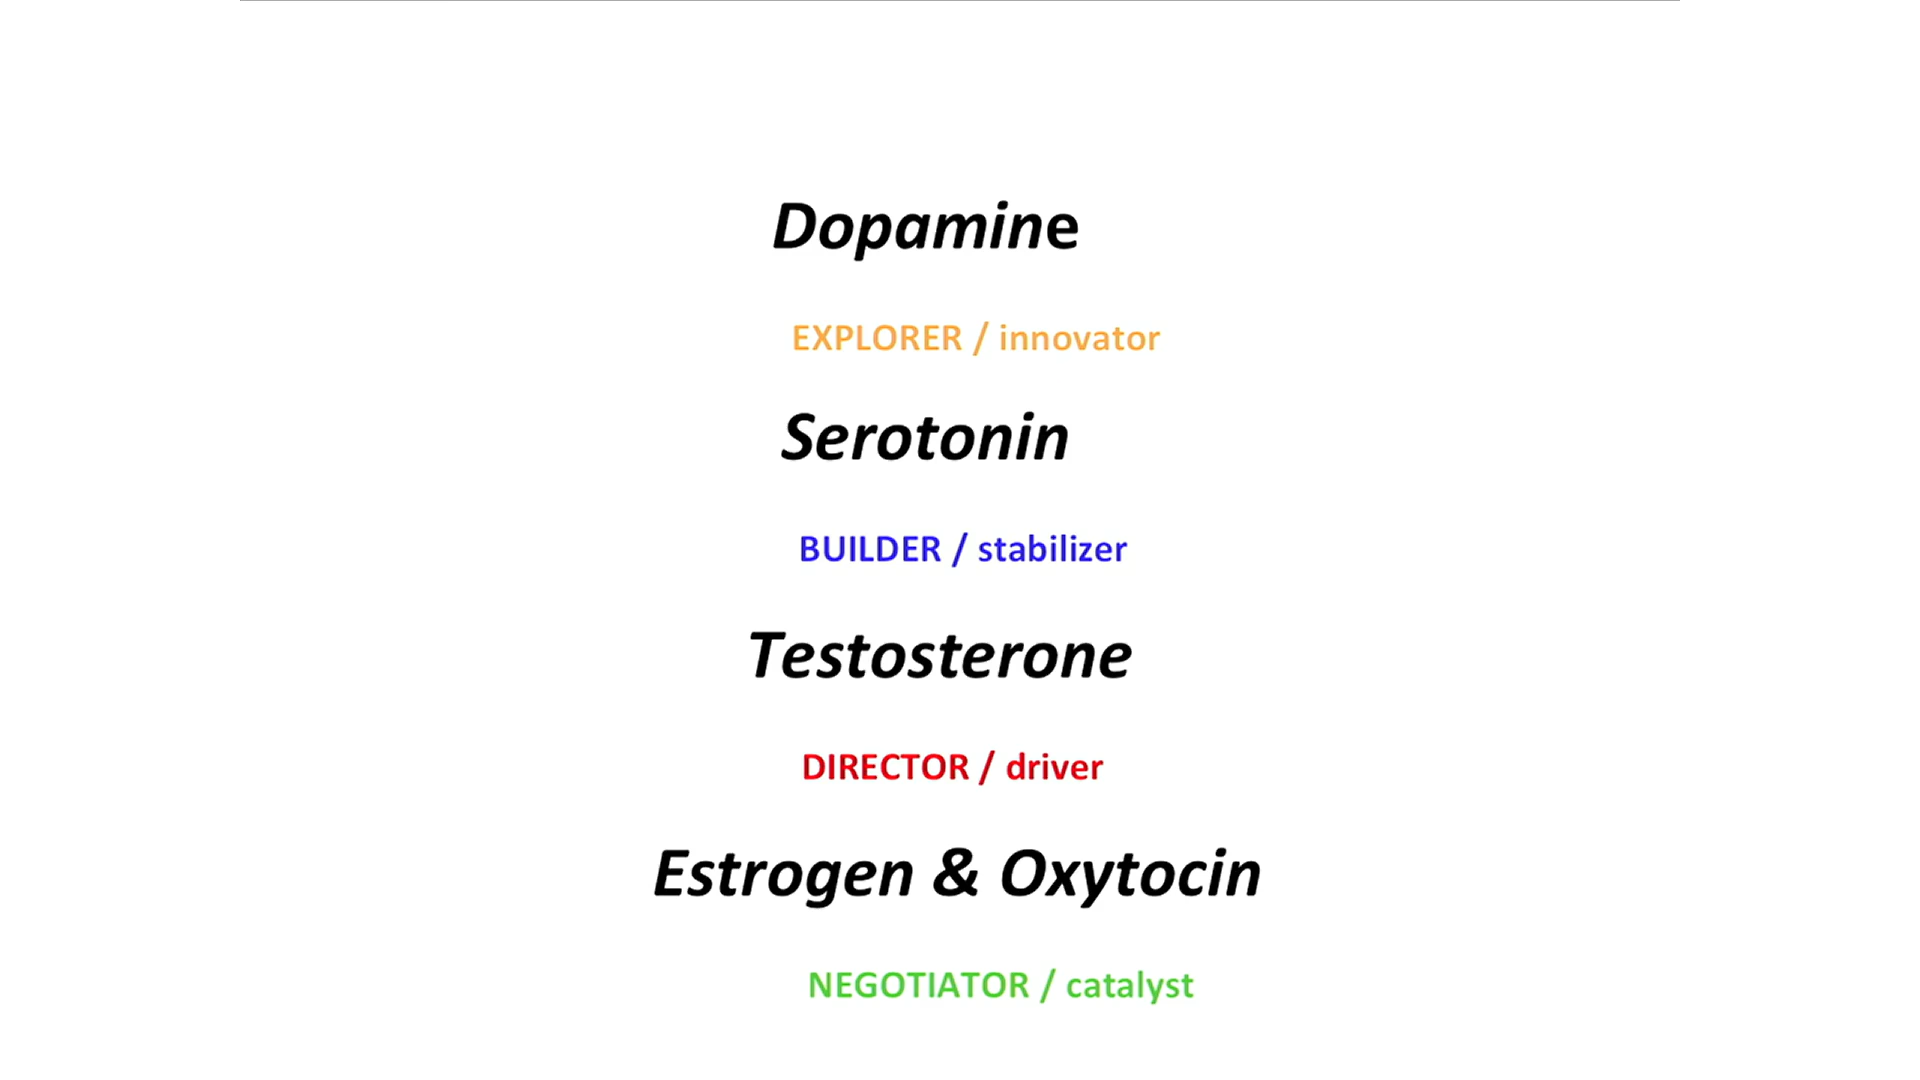 Dopamine
EXPLORER / innovator
Serotonin
BUILDER / stabilizer
Testosterone
DIRECTOR / driver
Estrogen & Oxytocin
NEGOTIATOR / catalyst